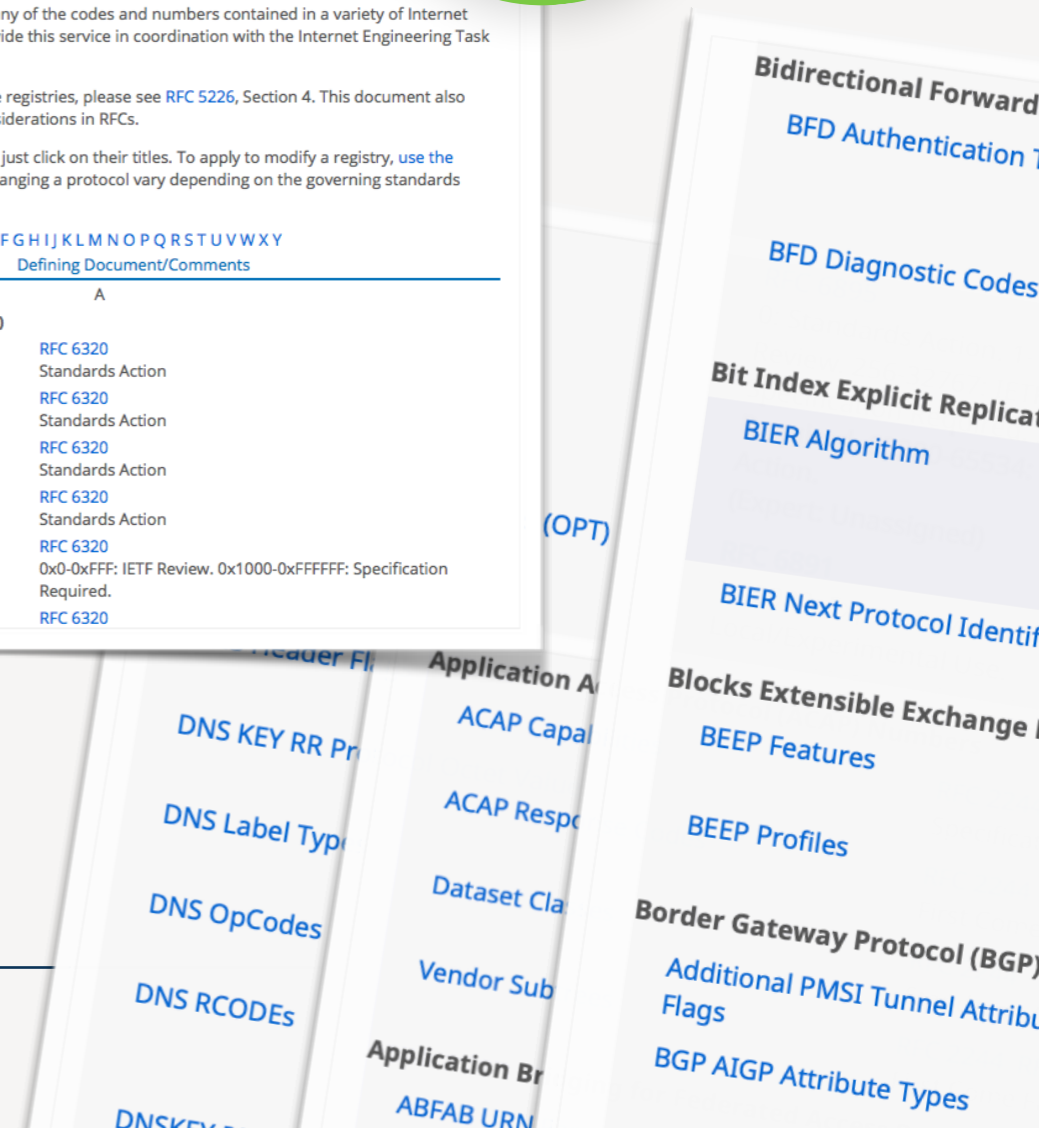 ny of the codes and numbers contained in a variety of Internet
ide this service in coordination with the Internet Engineering Task
registries, please see RFC 5226, Section 4. This document also
siderations in RFCs.
just click on their titles. To apply to modify a registry, use the
anging a protocol vary depending on the governing standards
F G H I J K L M N O P Q R S T U V W X Y
Defining Document/Comments
A
)
RFC 6320
Standards Action
RFC 6320
Standards Action
RFC 6320
Standards Action
RFC 6320
Standards Action
RFC 6320
0x0-0xFFF: IETF Review. 0x1000-0xFFFFFF: Specification
Required.
RFC 6320
(OPT)
Header Fl
DNS KEY RR Pr
DNS Label Typ
DNS OpCodes
DNS RCODEs
DNSKEY
Application A
ACAP Capal
ACAP Resp
Dataset Cla
Vendor Sub
Application Br
ABFAB URN
Bidirectional Forward
BFD Authentication T
BFD Diagnostic Codes
Bit Index Explicit Replicat
BIER Algorithm
BIER Next Protocol Identif
Blocks Extensible Exchange
BEEP Features
BEEP Profiles
Border Gateway Protocol (BGP)
Additional PMSI Tunnel Attribu
Flags
BGP AIGP Attribute Types